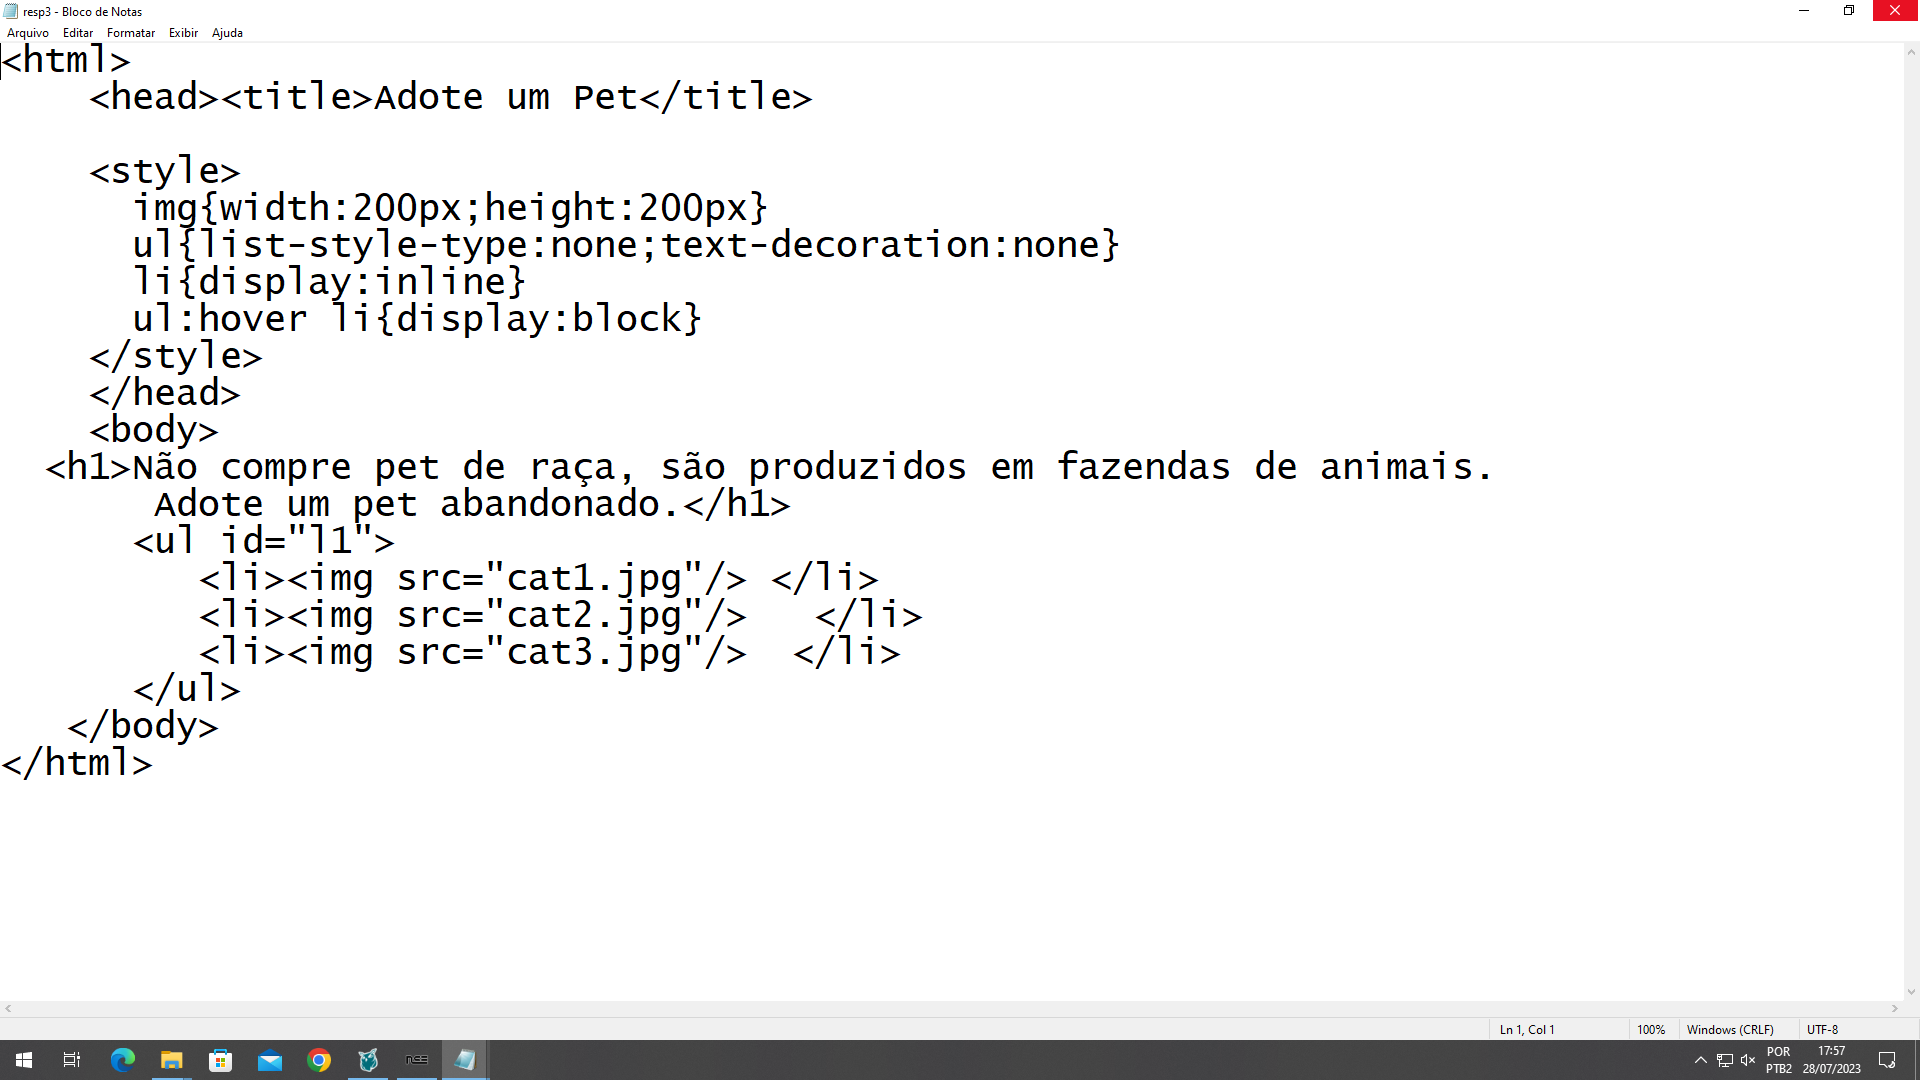 resp3 - Bloco de Notas
Arquivo Editar Formatar Exibir Ajuda
<html>
    <head><title>Adote um Pet</title>

    <style>
      img{width:200px;height:200px}
      ul{list-style-type:none;text-decoration:none}
      li{display:inline}
      ul:hover li{display:block}
    </style>
    </head>
    <body>
  <h1>Não compre pet de raça, são produzidos em fazendas de animais.
       Adote um pet abandonado.</h1>
      <ul id="l1">
         <li><img src="cat1.jpg"/> </li>
         <li><img src="cat2.jpg"/>   </li>
         <li><img src="cat3.jpg"/>  </li>
      </ul>
   </body>
</html>
Ln 1, Col 1 100% Windows (CRLF) UTF-8
POR 17:57
PTB2 28/07/2023